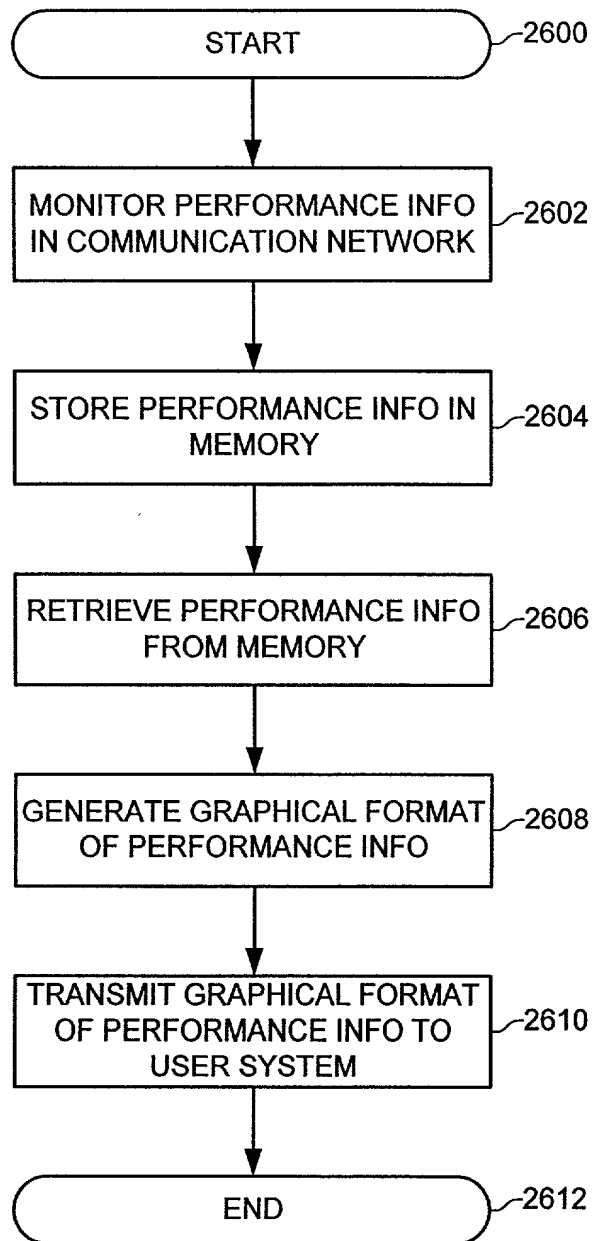 START
2600
MONITOR PERFORMANCE INFO
IN COMMUNICATION NETWORK
2602
STORE PERFORMANCE INFO IN
MEMORY
2604
RETRIEVE PERFORMANCE INFO
FROM MEMORY
2606
GENERATE GRAPHICAL FORMAT
OF PERFORMANCE INFO
2608
TRANSMIT GRAPHICAL FORMAT
OF PERFORMANCE INFO TO
USER SYSTEM
2610
END
2612